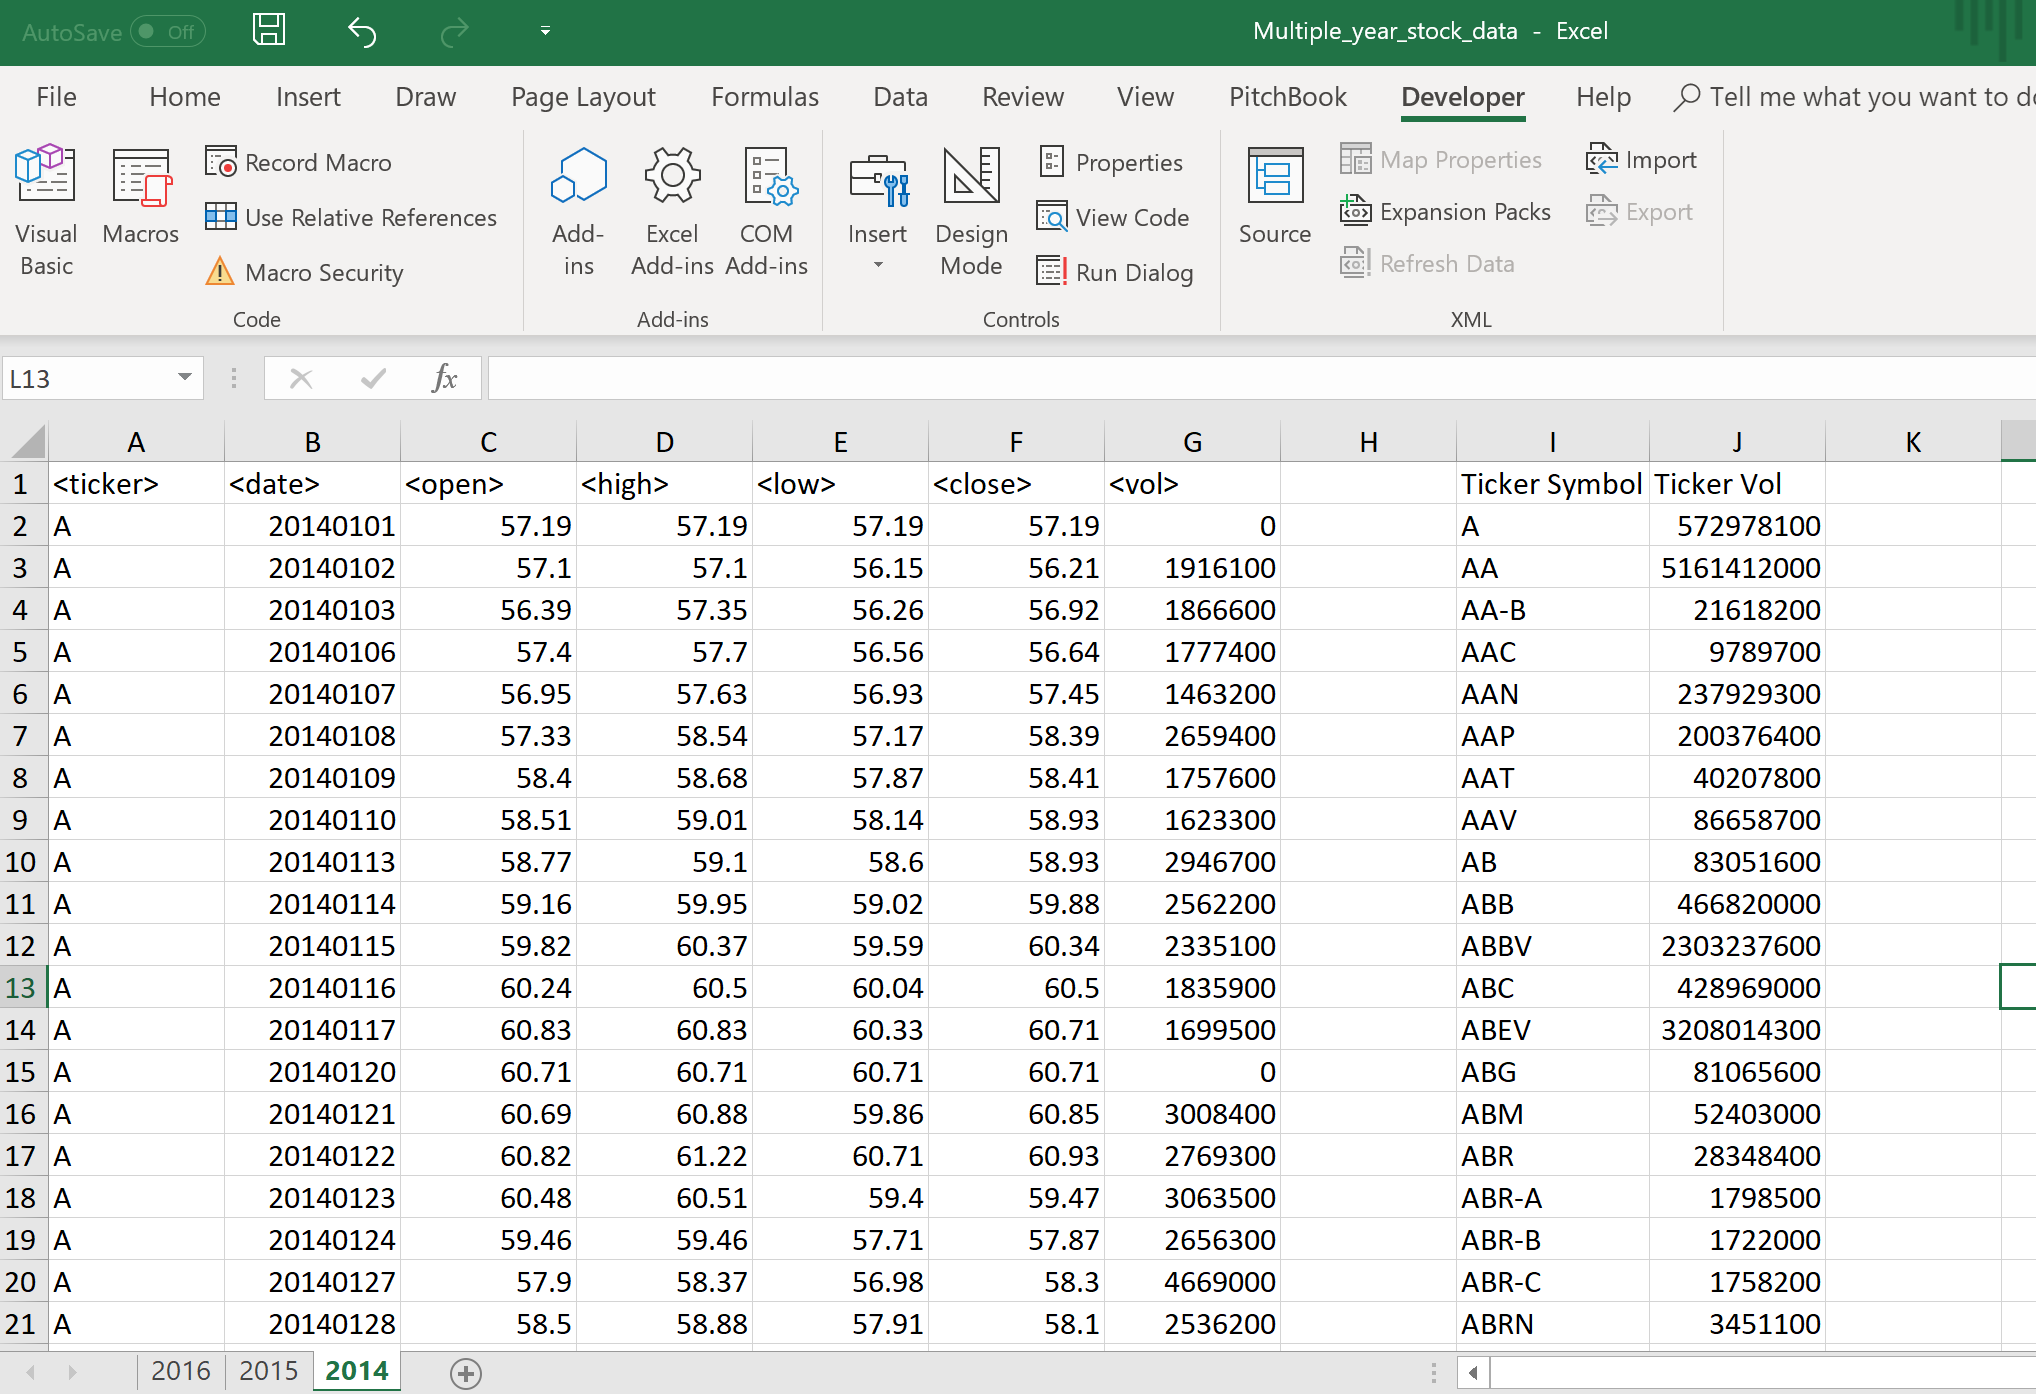 AutoSave Off Multiple_year_stock_data - Excel
File Home Insert Draw Page Layout Formulas Data Review View PitchBook Developer Help Tell me what you want to
Visual Basic Macros Record Macro Use Relative References Macro Security
Add-ins Excel Add-ins COM Add-ins
Insert Design Mode Properties View Code Run Dialog
Source Map Properties Expansion Packs Refresh Data Import Export
Code Add-ins Controls XML
L13 fx
A B C D E F G H I J K
1 <ticker> <date> <open> <high> <low> <close> <vol> Ticker Symbol Ticker Vol
2 A 20140101 57.19 57.19 57.19 57.19 0 A 572978100
3 A 20140102 57.1 57.1 56.15 56.21 1916100 AA 5161412000
4 A 20140103 56.39 57.35 56.26 56.92 1866600 AA-B 21618200
5 A 20140106 57.4 57.7 56.56 56.64 1777400 AAC 9789700
6 A 20140107 56.95 57.63 56.93 57.45 1463200 AAN 237929300
7 A 20140108 57.33 58.54 57.17 58.39 2659400 AAP 200376400
8 A 20140109 58.4 58.68 57.87 58.41 1757600 AAT 40207800
9 A 20140110 58.51 59.01 58.14 58.93 1623300 AAV 86658700
10 A 20140113 58.77 59.1 58.6 58.93 2946700 AB 83051600
11 A 20140114 59.16 59.95 59.02 59.88 2562200 ABB 466820000
12 A 20140115 59.82 60.37 59.59 60.34 2335100 ABBV 2303237600
13 A 20140116 60.24 60.5 60.04 60.5 1835900 ABC 428969000
14 A 20140117 60.83 60.83 60.33 60.71 1699500 ABEV 3208014300
15 A 20140120 60.71 60.71 60.71 60.71 0 ABG 81065600
16 A 20140121 60.69 60.88 59.86 60.85 3008400 ABM 52403000
17 A 20140122 60.82 61.22 60.71 60.93 2769300 ABR 28348400
18 A 20140123 60.48 60.51 59.4 59.47 3063500 ABR-A 1798500
19 A 20140124 59.46 59.46 57.71 57.87 2656300 ABR-B 1722000
20 A 20140127 57.9 58.37 56.98 58.3 4669000 ABR-C 1758200
21 A 20140128 58.5 58.88 57.91 58.1 2536200 ABRN 3451100
2016 2015 2014